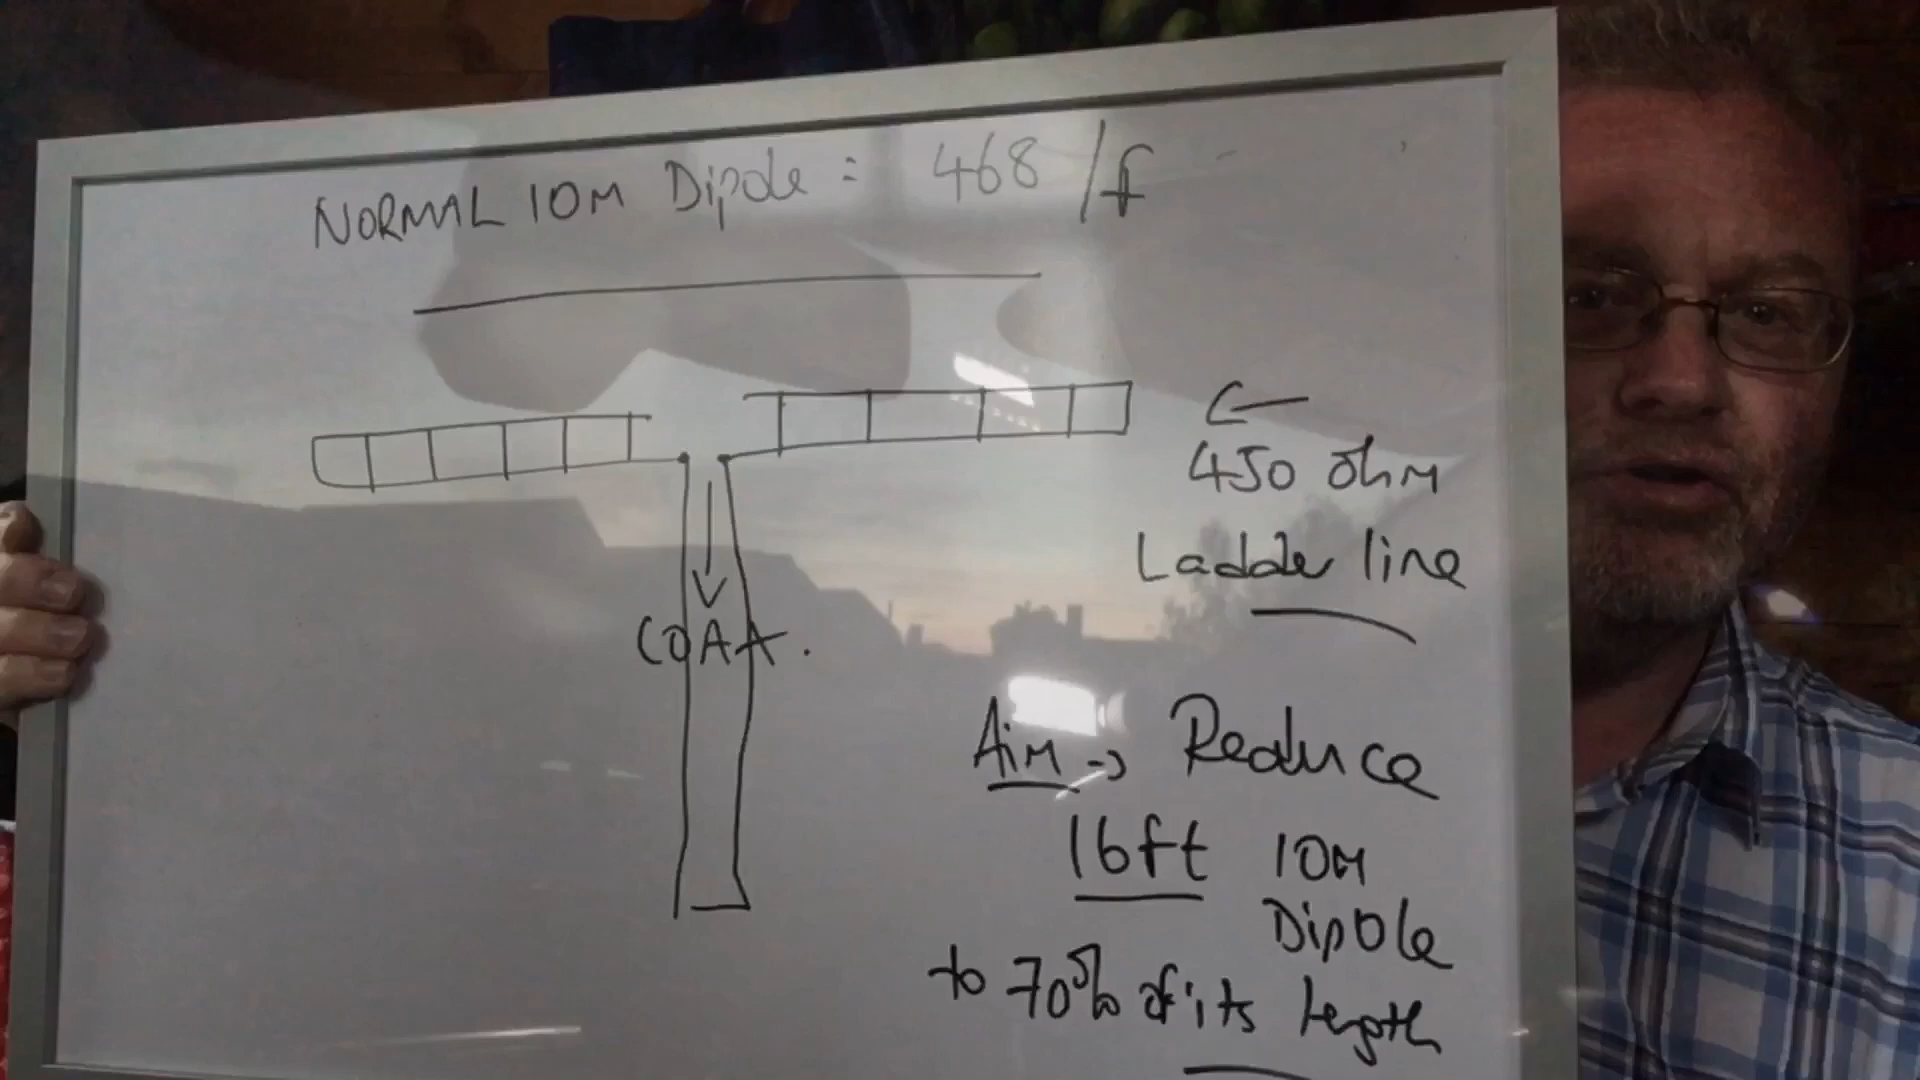 NORMAL 10M Dipole = 468/f
450 ohm
Ladder line
COAX.
Aim → Reduce
16ft 10M
Dipole
to 70% of its length